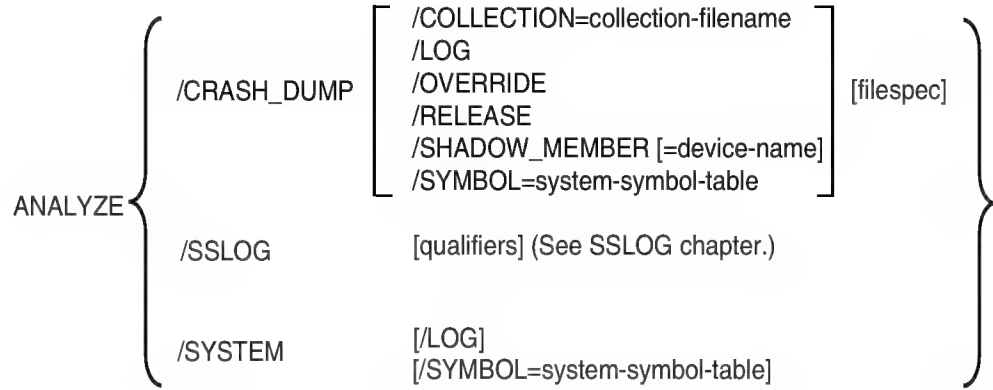 /COLLECTION=collection-filename
/LOG
/CRASH_DUMP /OVERRIDE [filespec]
/RELEASE
/SHADOW_MEMBER [=device-name]
/SYMBOL=system-symbol-table
ANALYZE
/SSLOG [qualifiers] (See SSLOG chapter.)
/SYSTEM [/LOG]
[/SYMBOL=system-symbol-table]